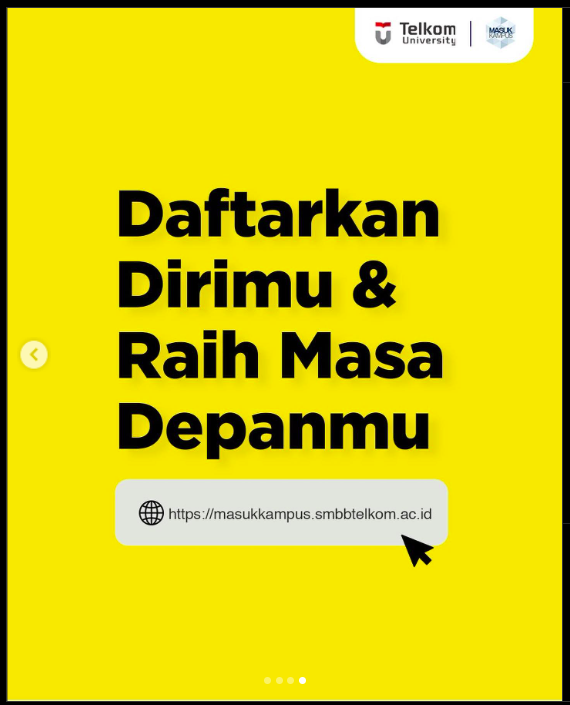 Telkom
University
MASUK
KAMPUS
Daftarkan
Dirimu &
Raih Masa
Depanmu
https://masukkampus.smbbtelkom.ac.id